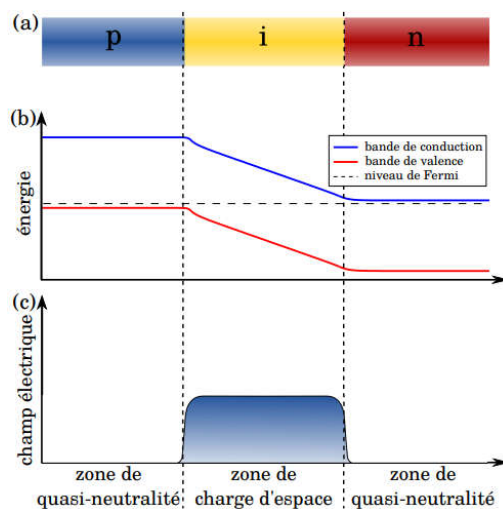 (a)
p i n
(b)
énergie
bande de conduction
bande de valence
niveau de Fermi
(c)
champ électrique
zone de
quasi-neutralité
zone de
charge d'espace
zone de
quasi-neutralité